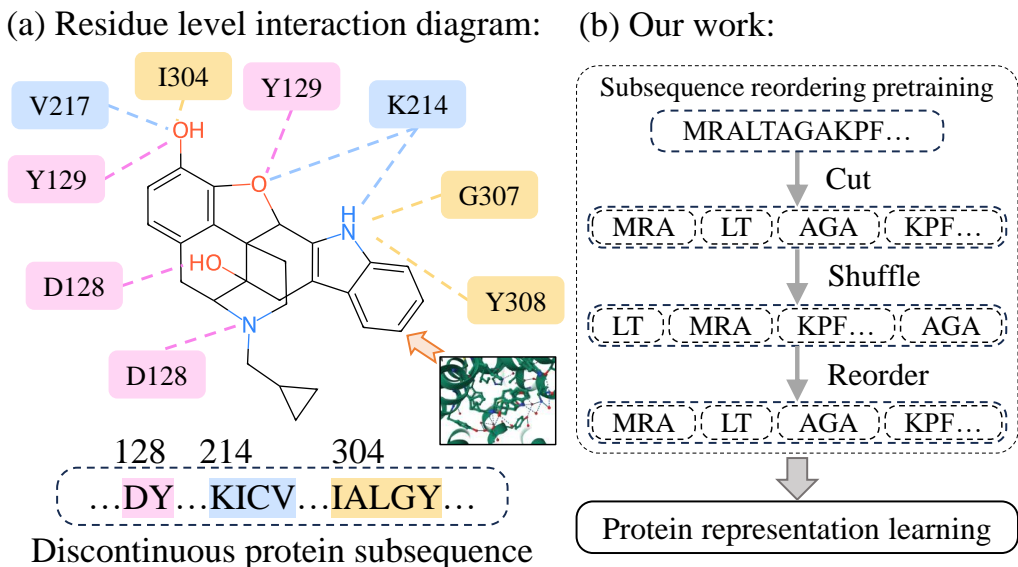 (a) Residue level interaction diagram:
I304
V217
Y129
K214
OH
Y129
O
G307
H
N
HO
D128
Y308
N
D128
128 214 304
...DY...KICV...IALGY...
Discontinuous protein subsequence
(b) Our work:
Subsequence reordering pretraining
MRALTAGAKPF...
Cut
MRA LT AGA KPF...
Shuffle
LT MRA KPF... AGA
Reorder
MRA LT AGA KPF...
Protein representation learning